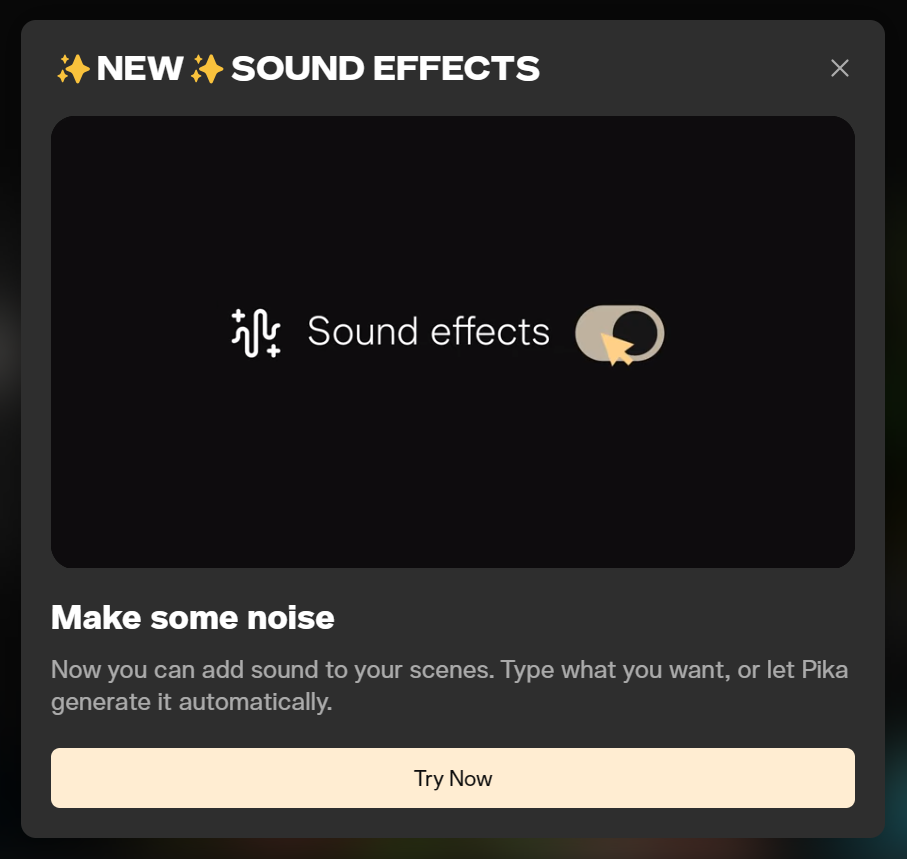 ✨NEW✨SOUND EFFECTS
Sound effects
Make some noise
Now you can add sound to your scenes. Type what you want, or let Pika
generate it automatically.
Try Now